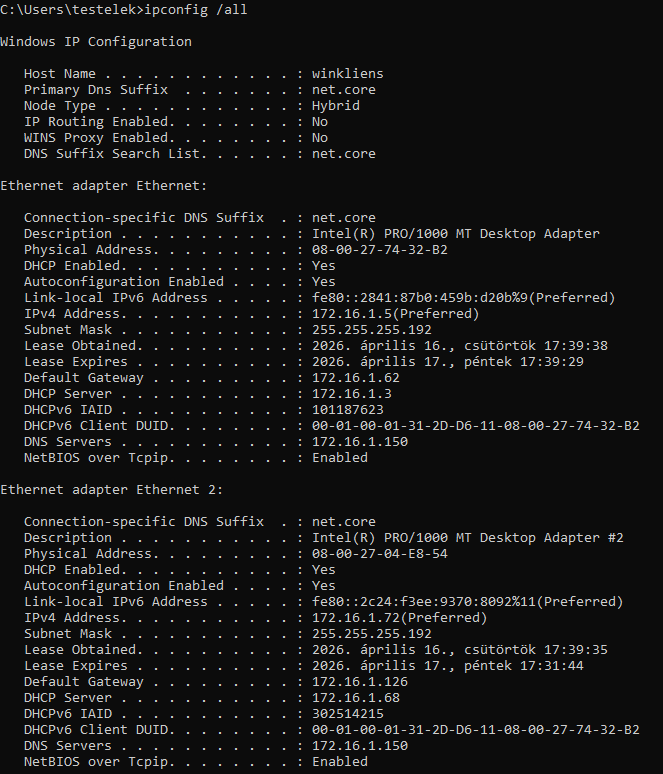 C:\Users\testelek>ipconfig /all
Windows IP Configuration
Host Name . . . . . . . . . . . . : winkliens
Primary Dns Suffix  . . . . . . . : net.core
Node Type . . . . . . . . . . . . : Hybrid
IP Routing Enabled. . . . . . . . : No
WINS Proxy Enabled. . . . . . . . : No
DNS Suffix Search List. . . . . . : net.core
Ethernet adapter Ethernet:
Connection-specific DNS Suffix  . : net.core
Description . . . . . . . . . . . : Intel(R) PRO/1000 MT Desktop Adapter
Physical Address. . . . . . . . . : 08-00-27-74-32-B2
DHCP Enabled. . . . . . . . . . . : Yes
Autoconfiguration Enabled . . . . : Yes
Link-local IPv6 Address . . . . . : fe80::2841:87b0:459b:d20b%9(Preferred)
IPv4 Address. . . . . . . . . . . : 172.16.1.5(Preferred)
Subnet Mask . . . . . . . . . . . : 255.255.255.192
Lease Obtained. . . . . . . . . . : 2026. április 16., csütörtök 17:39:38
Lease Expires . . . . . . . . . . : 2026. április 17., péntek 17:39:29
Default Gateway . . . . . . . . . : 172.16.1.62
DHCP Server . . . . . . . . . . . : 172.16.1.3
DHCPv6 IAID . . . . . . . . . . . : 101187623
DHCPv6 Client DUID. . . . . . . . : 00-01-00-01-31-2D-D6-11-08-00-27-74-32-B2
DNS Servers . . . . . . . . . . . : 172.16.1.150
NetBIOS over Tcpip. . . . . . . . : Enabled
Ethernet adapter Ethernet 2:
Connection-specific DNS Suffix  . : net.core
Description . . . . . . . . . . . : Intel(R) PRO/1000 MT Desktop Adapter #2
Physical Address. . . . . . . . . : 08-00-27-04-E8-54
DHCP Enabled. . . . . . . . . . . : Yes
Autoconfiguration Enabled . . . . : Yes
Link-local IPv6 Address . . . . . : fe80::2c24:f3ee:9370:8092%11(Preferred)
IPv4 Address. . . . . . . . . . . : 172.16.1.72(Preferred)
Subnet Mask . . . . . . . . . . . : 255.255.255.192
Lease Obtained. . . . . . . . . . : 2026. április 16., csütörtök 17:39:35
Lease Expires . . . . . . . . . . : 2026. április 17., péntek 17:31:44
Default Gateway . . . . . . . . . : 172.16.1.126
DHCP Server . . . . . . . . . . . : 172.16.1.68
DHCPv6 IAID . . . . . . . . . . . : 302514215
DHCPv6 Client DUID. . . . . . . . : 00-01-00-01-31-2D-D6-11-08-00-27-74-32-B2
DNS Servers . . . . . . . . . . . : 172.16.1.150
NetBIOS over Tcpip. . . . . . . . : Enabled